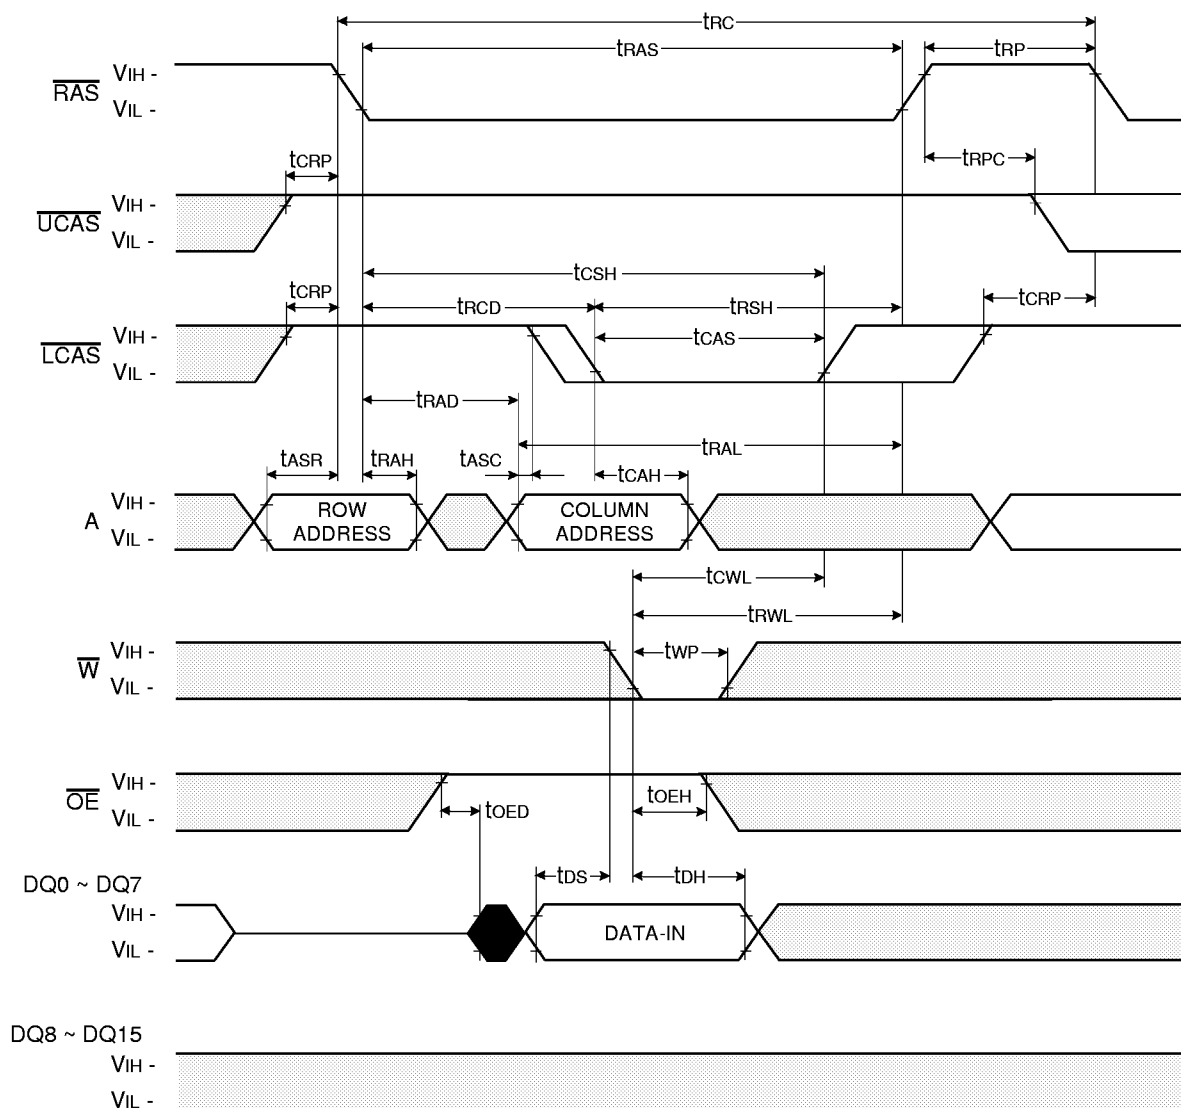 tRC
tRAS
tRP
RAS
VIH -
VIL -
tCRP
tRPC
UCAS
VIH -
VIL -
tCSH
tCRP
tRCD
tRSH
tCRP
LCAS
VIH -
VIL -
tCAS
tRAD
tRAL
tASR
tRAH
tASC
tCAH
A
VIH -
VIL -
ROW
ADDRESS
COLUMN
ADDRESS
tCWL
tRWL
W
VIH -
VIL -
tWP
OE
VIH -
VIL -
tOED
tOEH
DQ0 ~ DQ7
VIH -
VIL -
tDS
tDH
DATA-IN
DQ8 ~ DQ15
VIH -
VIL -